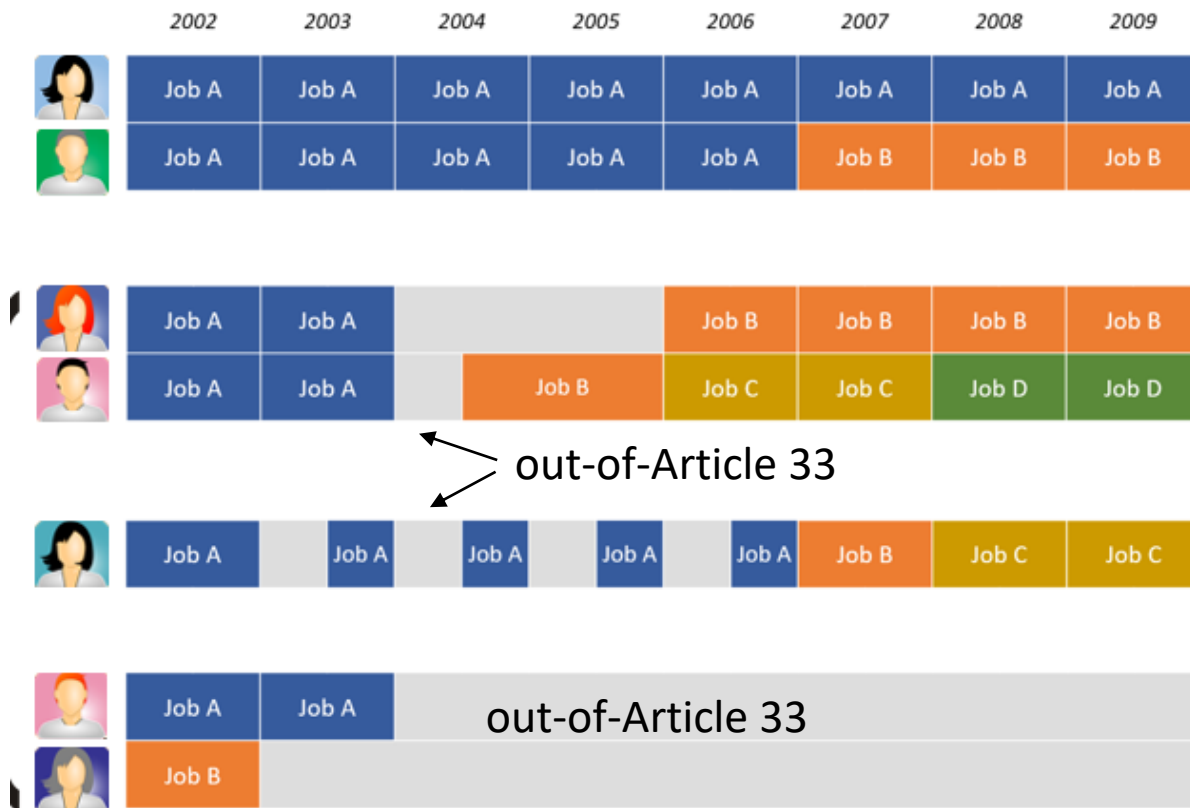 2002 2003 2004 2005 2006 2007 2008 2009
Job A Job A Job A Job A Job A Job A Job A Job A
Job A Job A Job A Job A Job A Job B Job B Job B
Job A Job A Job B Job B Job B Job B
Job A Job A Job B Job C Job C Job D Job D
out-of-Article 33
Job A Job A Job A Job A Job A Job B Job C Job C
Job A Job A out-of-Article 33
Job B